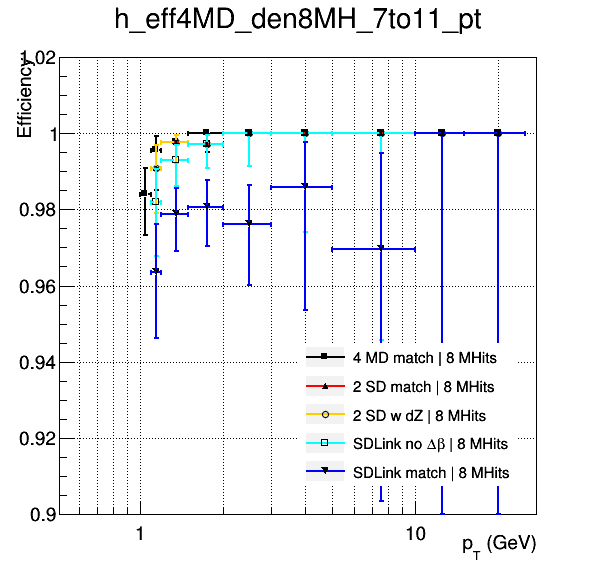 h_eff4MD_den8MH_7to11_pt
Efficiency
1.02
1
0.98
0.96
0.94
0.92
0.9
4 MD match | 8 MHits
2 SD match | 8 MHits
2 SD w dZ | 8 MHits
SDLink no Δβ | 8 MHits
SDLink match | 8 MHits
1
10
p_T (GeV)